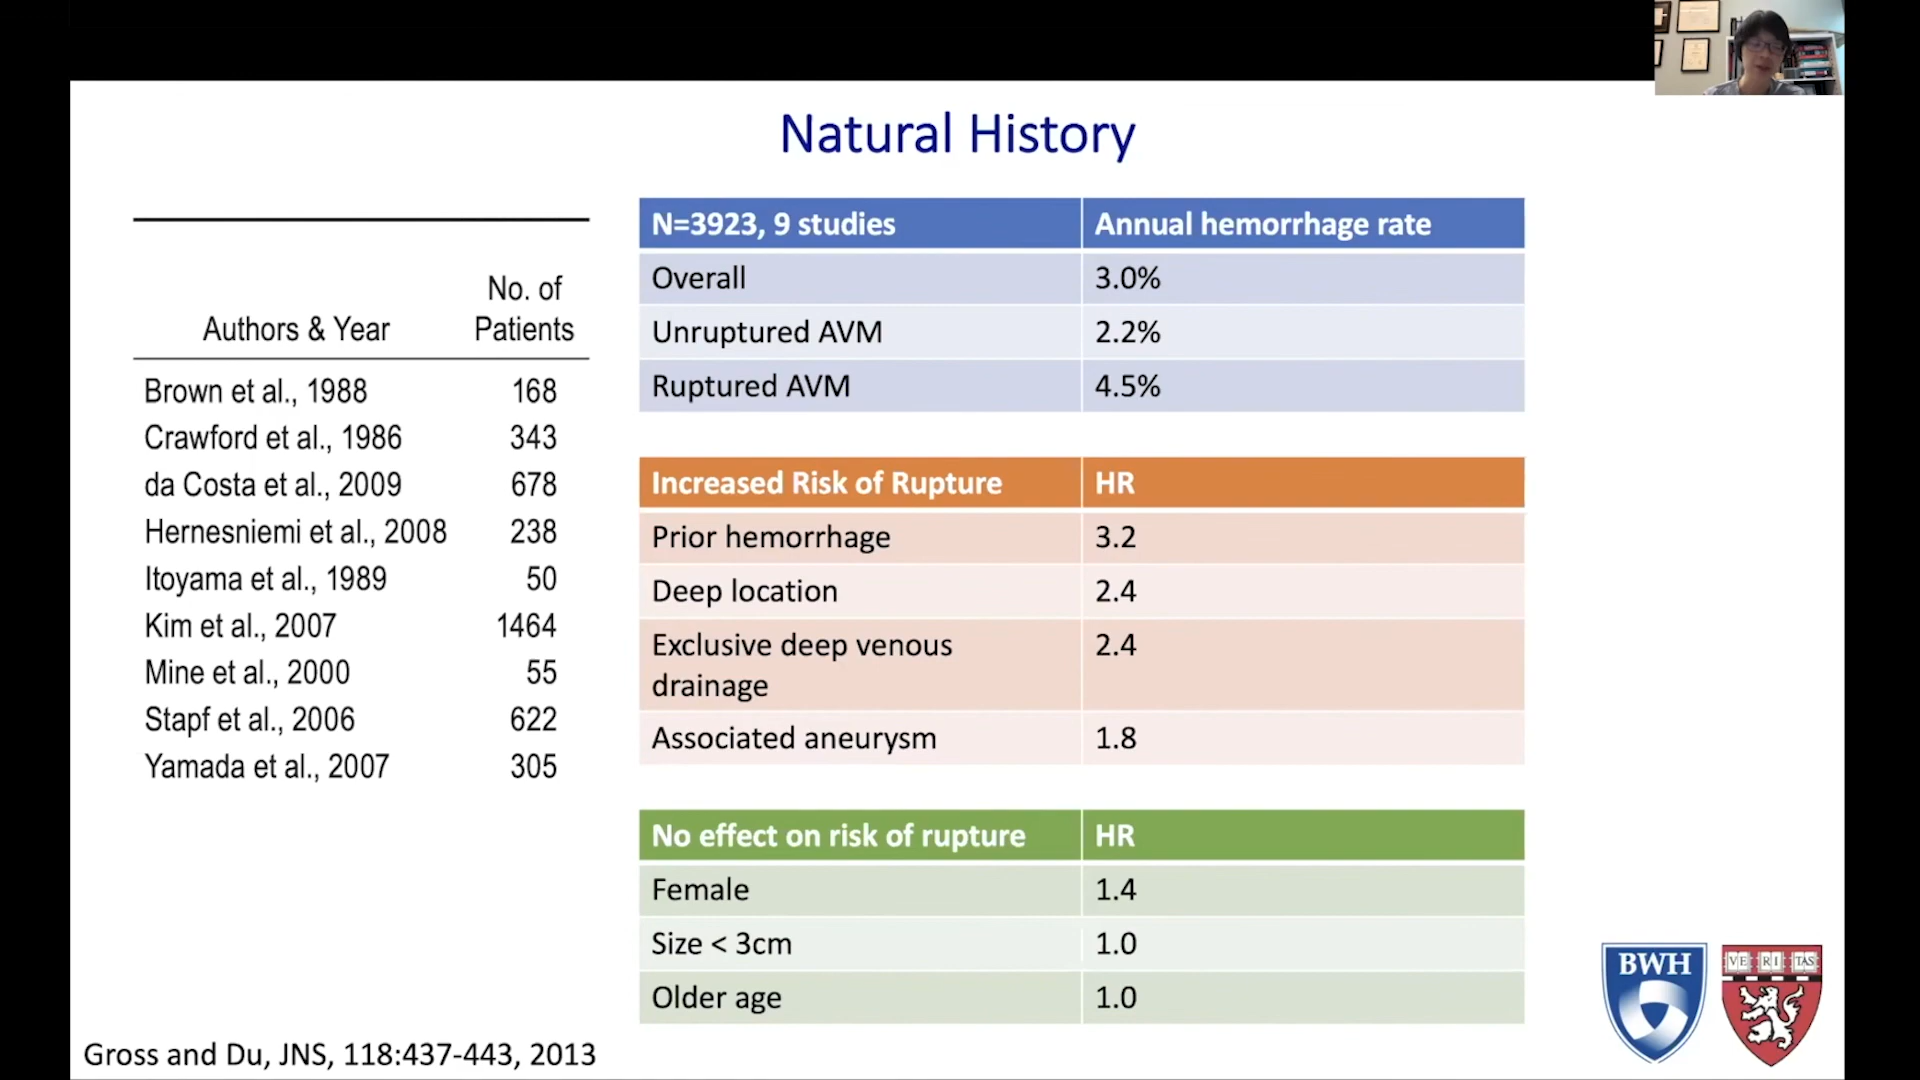 Natural History
No. of
Authors & Year Patients
Brown et al., 1988 168
Crawford et al., 1986 343
da Costa et al., 2009 678
Hernesniemi et al., 2008 238
Itoyama et al., 1989 50
Kim et al., 2007 1464
Mine et al., 2000 55
Stapf et al., 2006 622
Yamada et al., 2007 305
N=3923, 9 studies Annual hemorrhage rate
Overall 3.0%
Unruptured AVM 2.2%
Ruptured AVM 4.5%
Increased Risk of Rupture HR
Prior hemorrhage 3.2
Deep location 2.4
Exclusive deep venous 2.4
drainage
Associated aneurysm 1.8
No effect on risk of rupture HR
Female 1.4
Size < 3cm 1.0
Older age 1.0
Gross and Du, JNS, 118:437-443, 2013
BWH
VE RI TAS